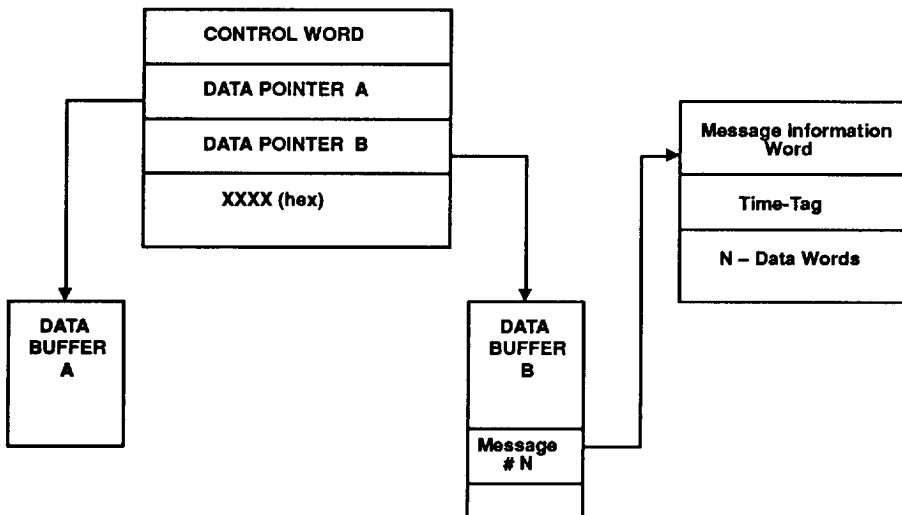 CONTROL WORD
DATA POINTER A
DATA POINTER B
XXXX (hex)
Message Information
Word
Time-Tag
N – Data Words
DATA
BUFFER
A
DATA
BUFFER
B
Message
# N